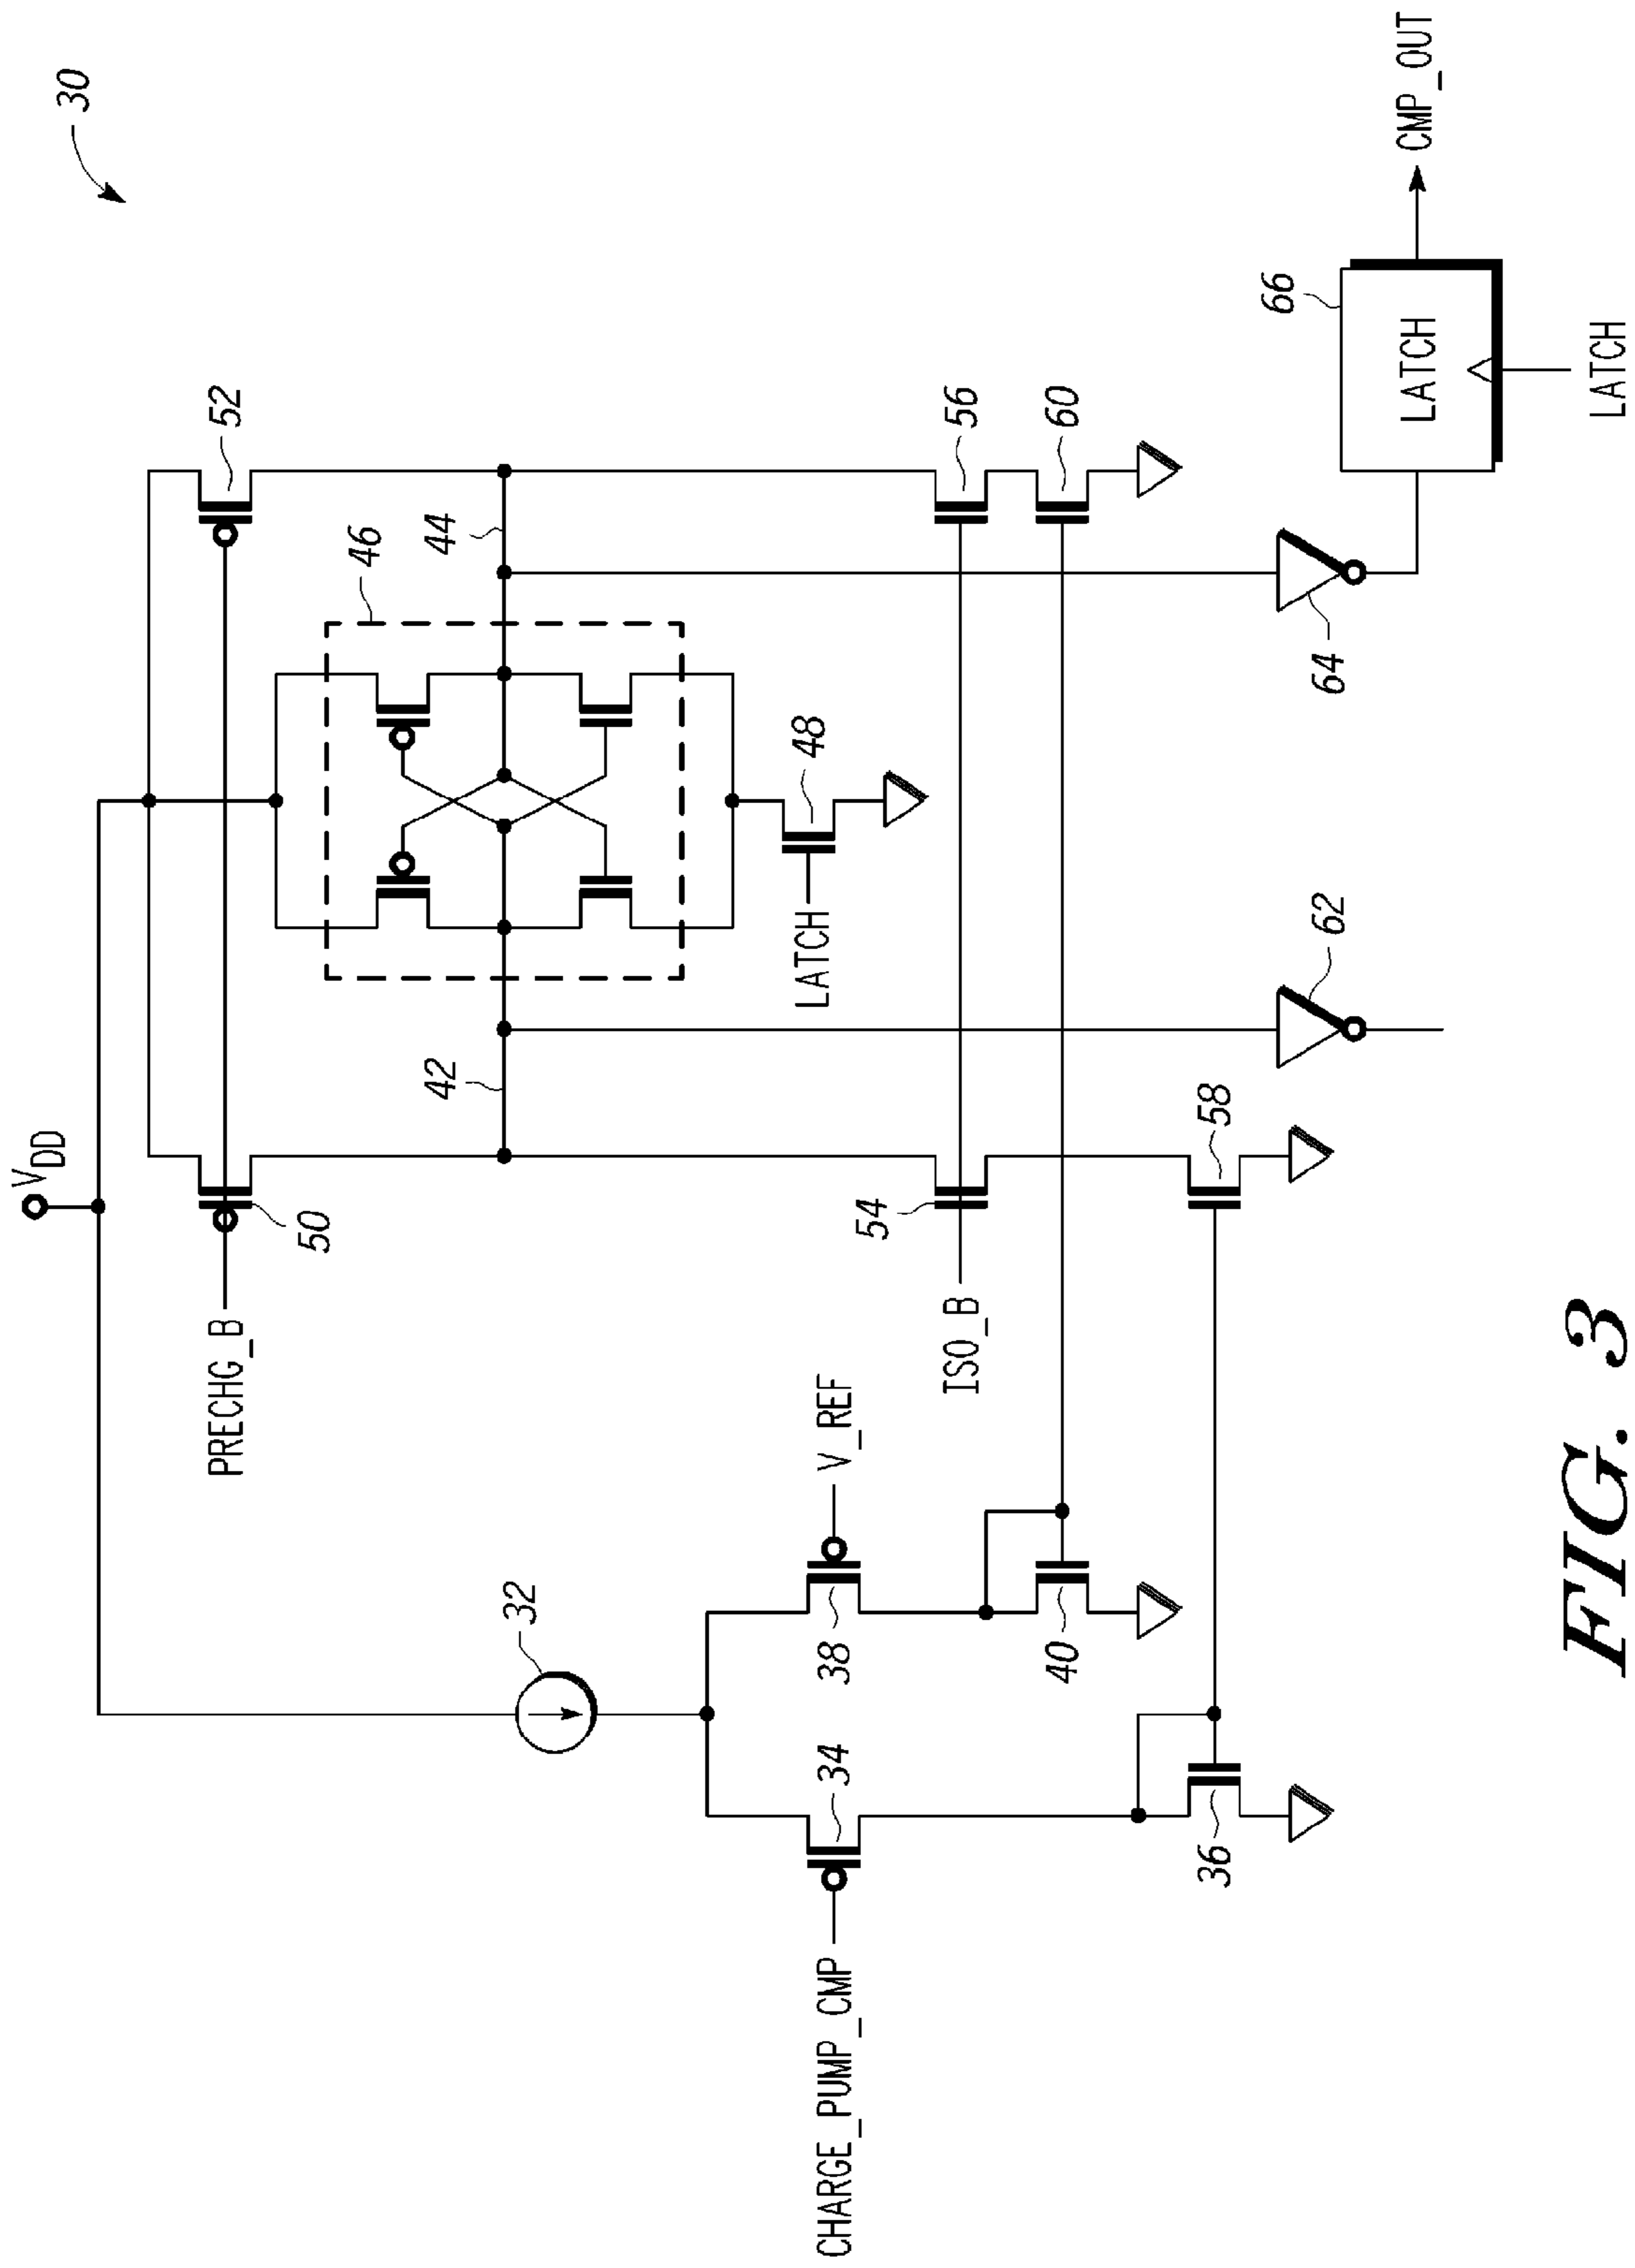 30
V_DD
PRECHG_B
50
52
46
42
44
32
CHARGE_PUMP_CMP
34
38
V_REF
LATCH
48
54
ISO_B
56
36
40
58
60
62
64
66
LATCH
LATCH
CMP_OUT
FIG. 3